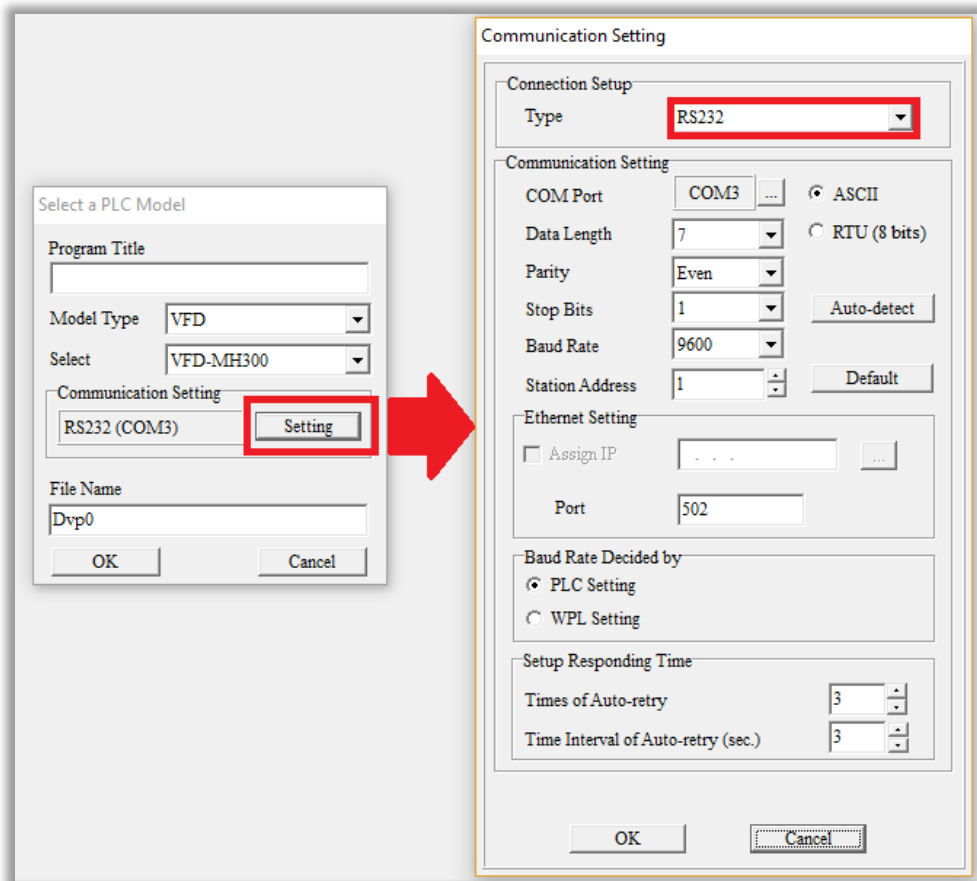 Select a PLC Model
Program Title
Model Type VFD
Select VFD-MH300
Communication Setting
RS232 (COM3) Setting
File Name
Dvp0
OK Cancel
Communication Setting
Connection Setup
Type RS232
Communication Setting
COM Port COM3 ... ASCII
Data Length 7 RTU (8 bits)
Parity Even
Stop Bits 1 Auto-detect
Baud Rate 9600
Station Address 1 Default
Ethernet Setting
Assign IP . . . ...
Port 502
Baud Rate Decided by
PLC Setting
WPL Setting
Setup Responding Time
Times of Auto-retry 3
Time Interval of Auto-retry (sec.) 3
OK Cancel